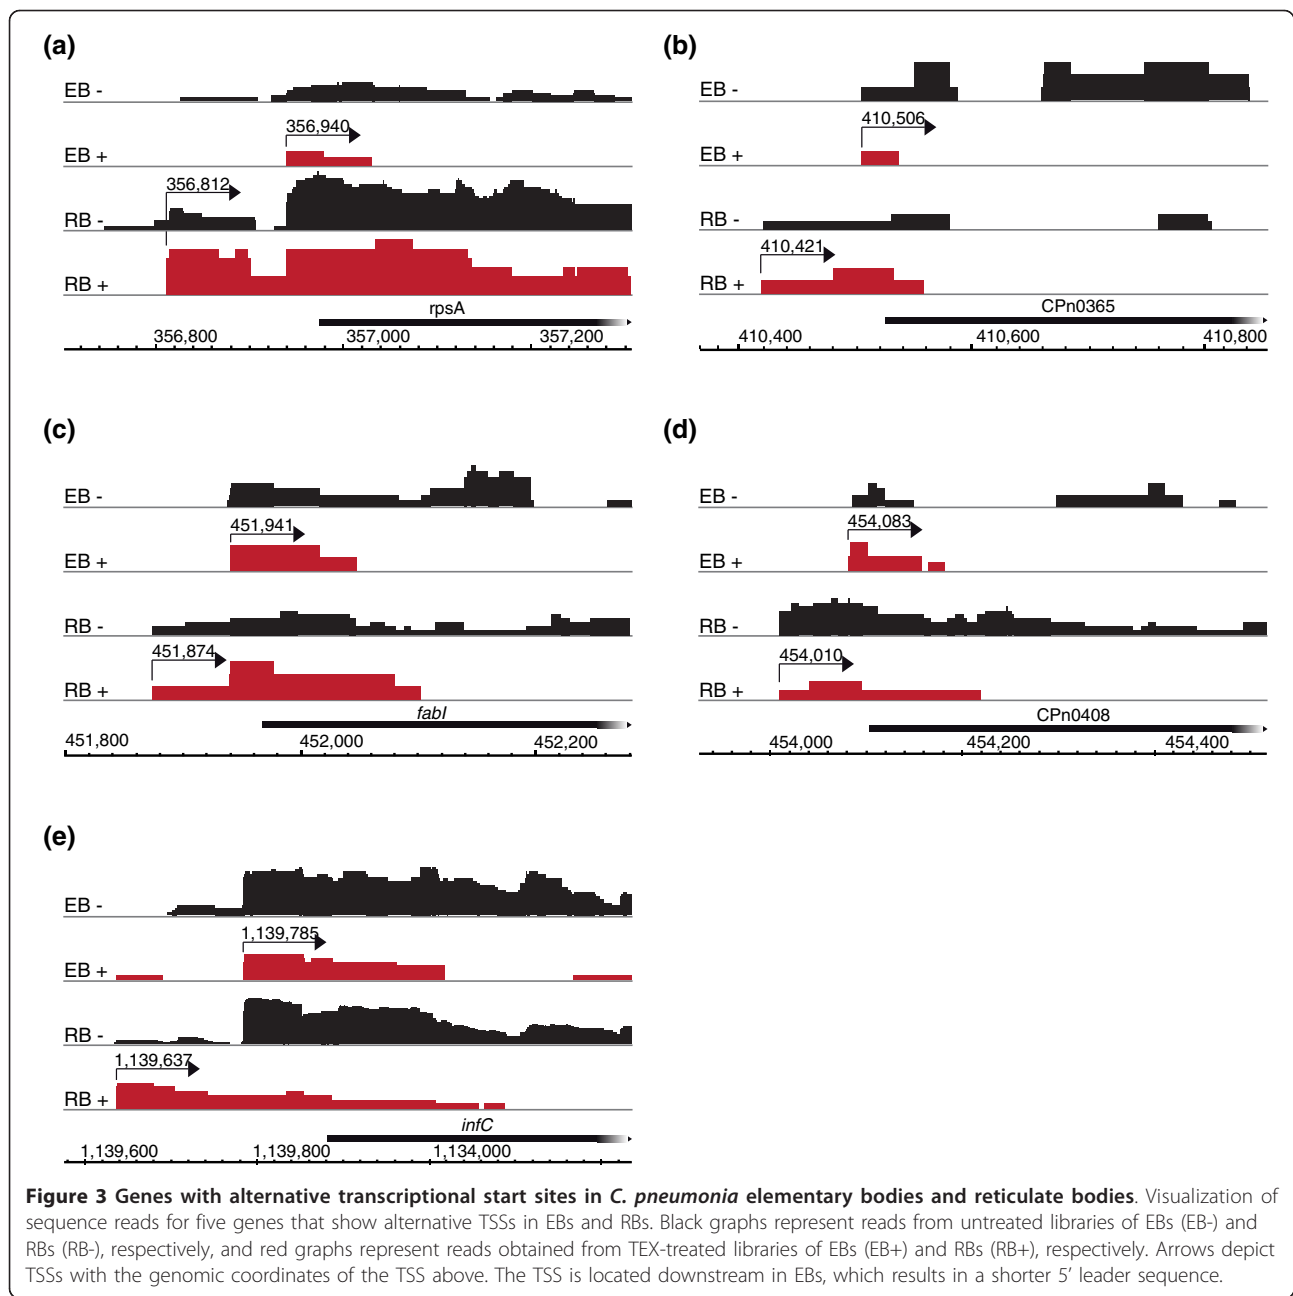 (a)
EB -
356,940
EB +
356,812
RB -
RB +
rpsA
356,800 357,000 357,200
(b)
EB -
410,506
EB +
RB -
410,421
RB +
CPn0365
410,400 410,600 410,800
(c)
EB -
451,941
EB +
RB -
451,874
RB +
fabI
451,800 452,000 452,200
(d)
EB -
454,083
EB +
RB -
454,010
RB +
CPn0408
454,000 454,200 454,400
(e)
EB -
1,139,785
EB +
RB -
1,139,637
RB +
infC
1,139,600 1,139,800 1,134,000
Figure 3 Genes with alternative transcriptional start sites in C. pneumonia elementary bodies and reticulate bodies. Visualization of
sequence reads for five genes that show alternative TSSs in EBs and RBs. Black graphs represent reads from untreated libraries of EBs (EB-) and
RBs (RB-), respectively, and red graphs represent reads obtained from TEX-treated libraries of EBs (EB+) and RBs (RB+), respectively. Arrows depict
TSSs with the genomic coordinates of the TSS above. The TSS is located downstream in EBs, which results in a shorter 5′ leader sequence.